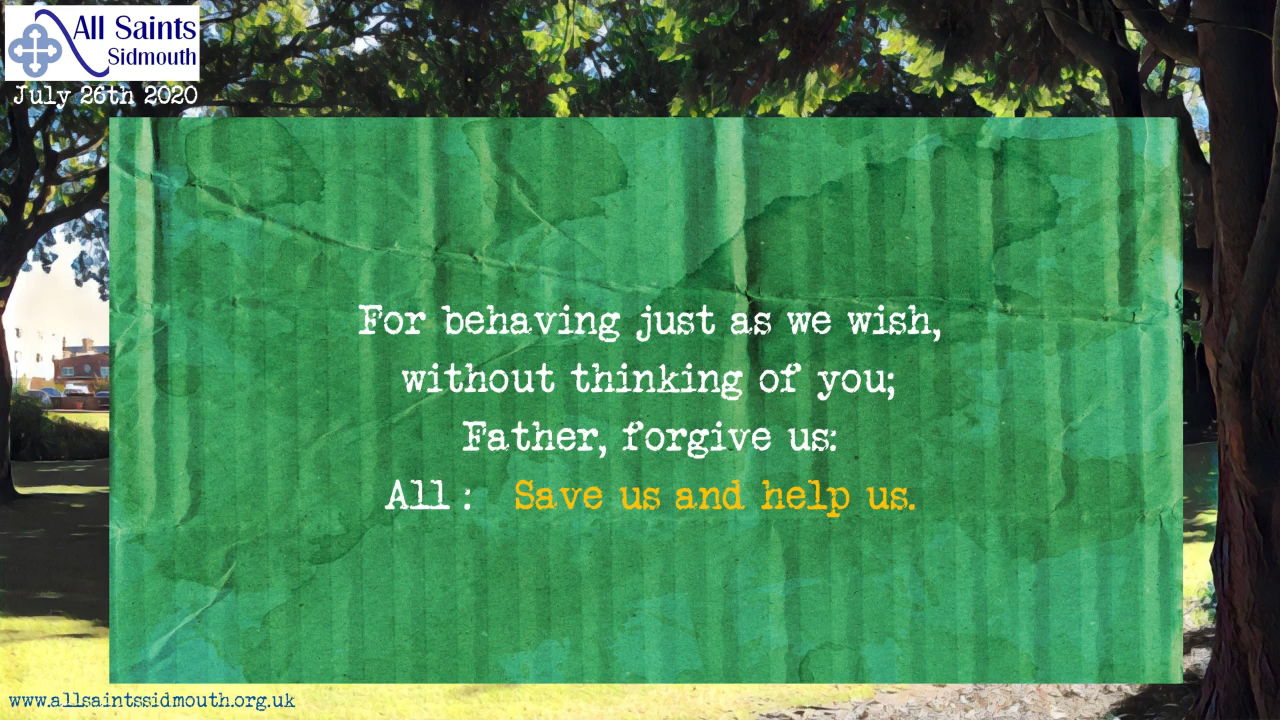 All Saints
Sidmouth
July 26th 2020
For behaving just as we wish,
without thinking of you;
Father, forgive us:
All : Save us and help us.
www.allsaintssidmouth.org.uk